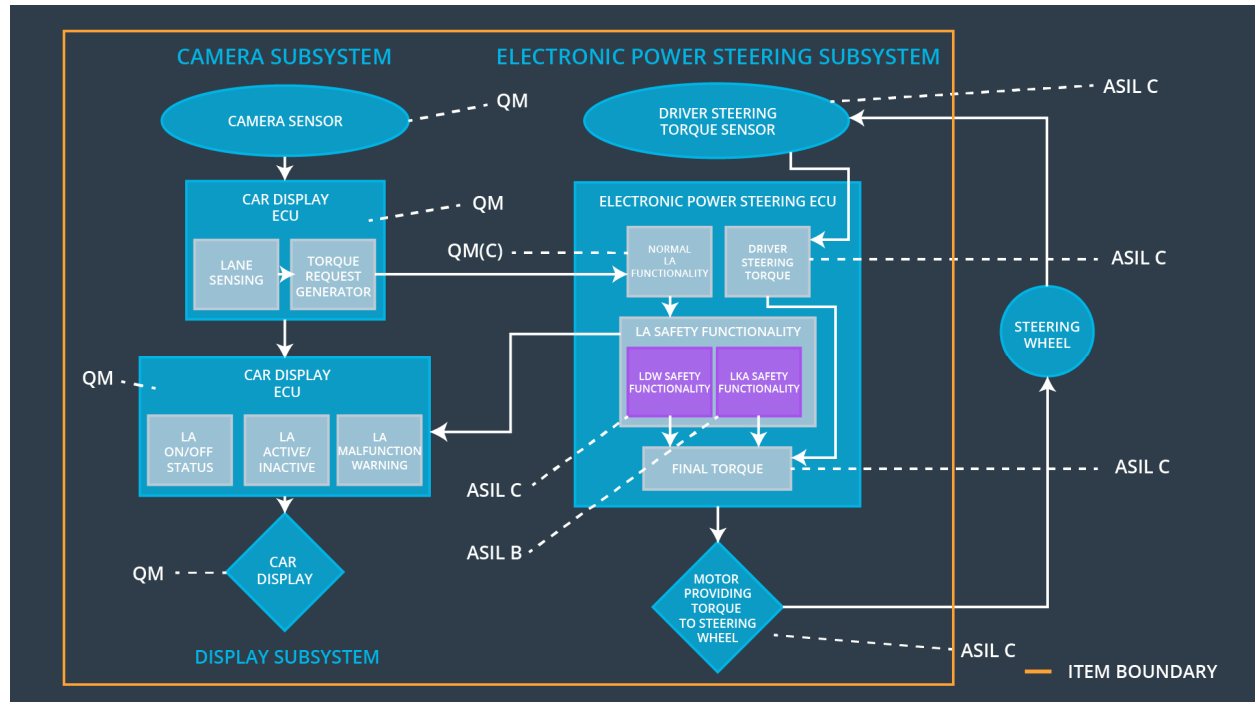 CAMERA SUBSYSTEM
ELECTRONIC POWER STEERING SUBSYSTEM
CAMERA SENSOR
QM
DRIVER STEERING
TORQUE SENSOR
ASIL C
CAR DISPLAY
ECU
QM
LANE
SENSING
TORQUE
REQUEST
GENERATOR
ELECTRONIC POWER STEERING ECU
QM(C)
NORMAL
LA
FUNCTIONALITY
DRIVER
STEERING
TORQUE
ASIL C
LA SAFETY FUNCTIONALITY
LDW SAFETY
FUNCTIONALITY
LKA SAFETY
FUNCTIONALITY
STEERING
WHEEL
QM
CAR DISPLAY
ECU
LA
ON/OFF
STATUS
LA
ACTIVE/
INACTIVE
LA
MALFUNCTION
WARNING
FINAL TORQUE
ASIL C
ASIL C
ASIL B
QM
CAR
DISPLAY
MOTOR
PROVIDING
TORQUE
TO STEERING
WHEEL
ASIL C
DISPLAY SUBSYSTEM
ITEM BOUNDARY